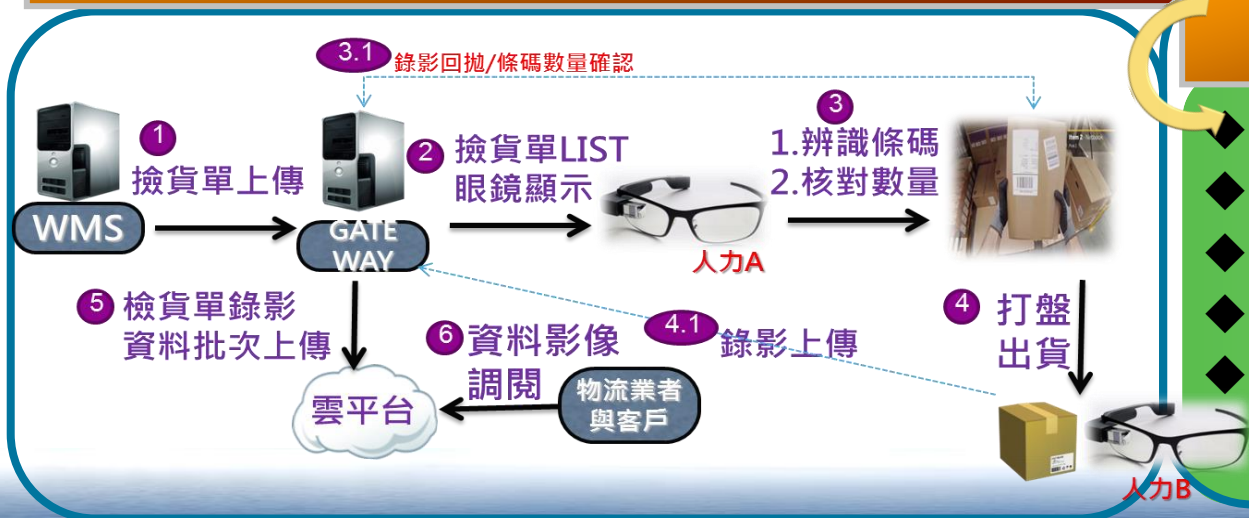 3.1
錄影回拋/條碼數量確認
1
撿貨單上傳
WMS
GATE
WAY
2
撿貨單LIST
眼鏡顯示
人力A
3
1.辨識條碼
2.核對數量
4
打盤
出貨
人力B
4.1
錄影上傳
5
檢貨單錄影
資料批次上傳
雲平台
6
資料影像
調閱
物流業者
與客戶